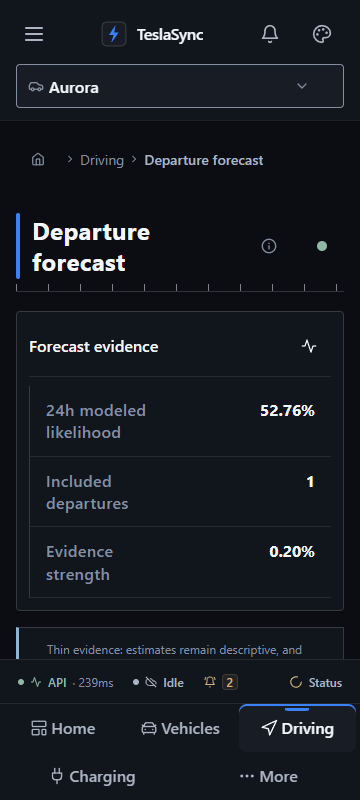 TeslaSync
Aurora
Driving
Departure forecast
Departure
forecast
Forecast evidence
24h modeled
likelihood
52.76%
Included
departures
1
Evidence
strength
0.20%
Thin evidence: estimates remain descriptive, and
API · 239ms
Idle
2
Status
Home
Vehicles
Driving
Charging
More